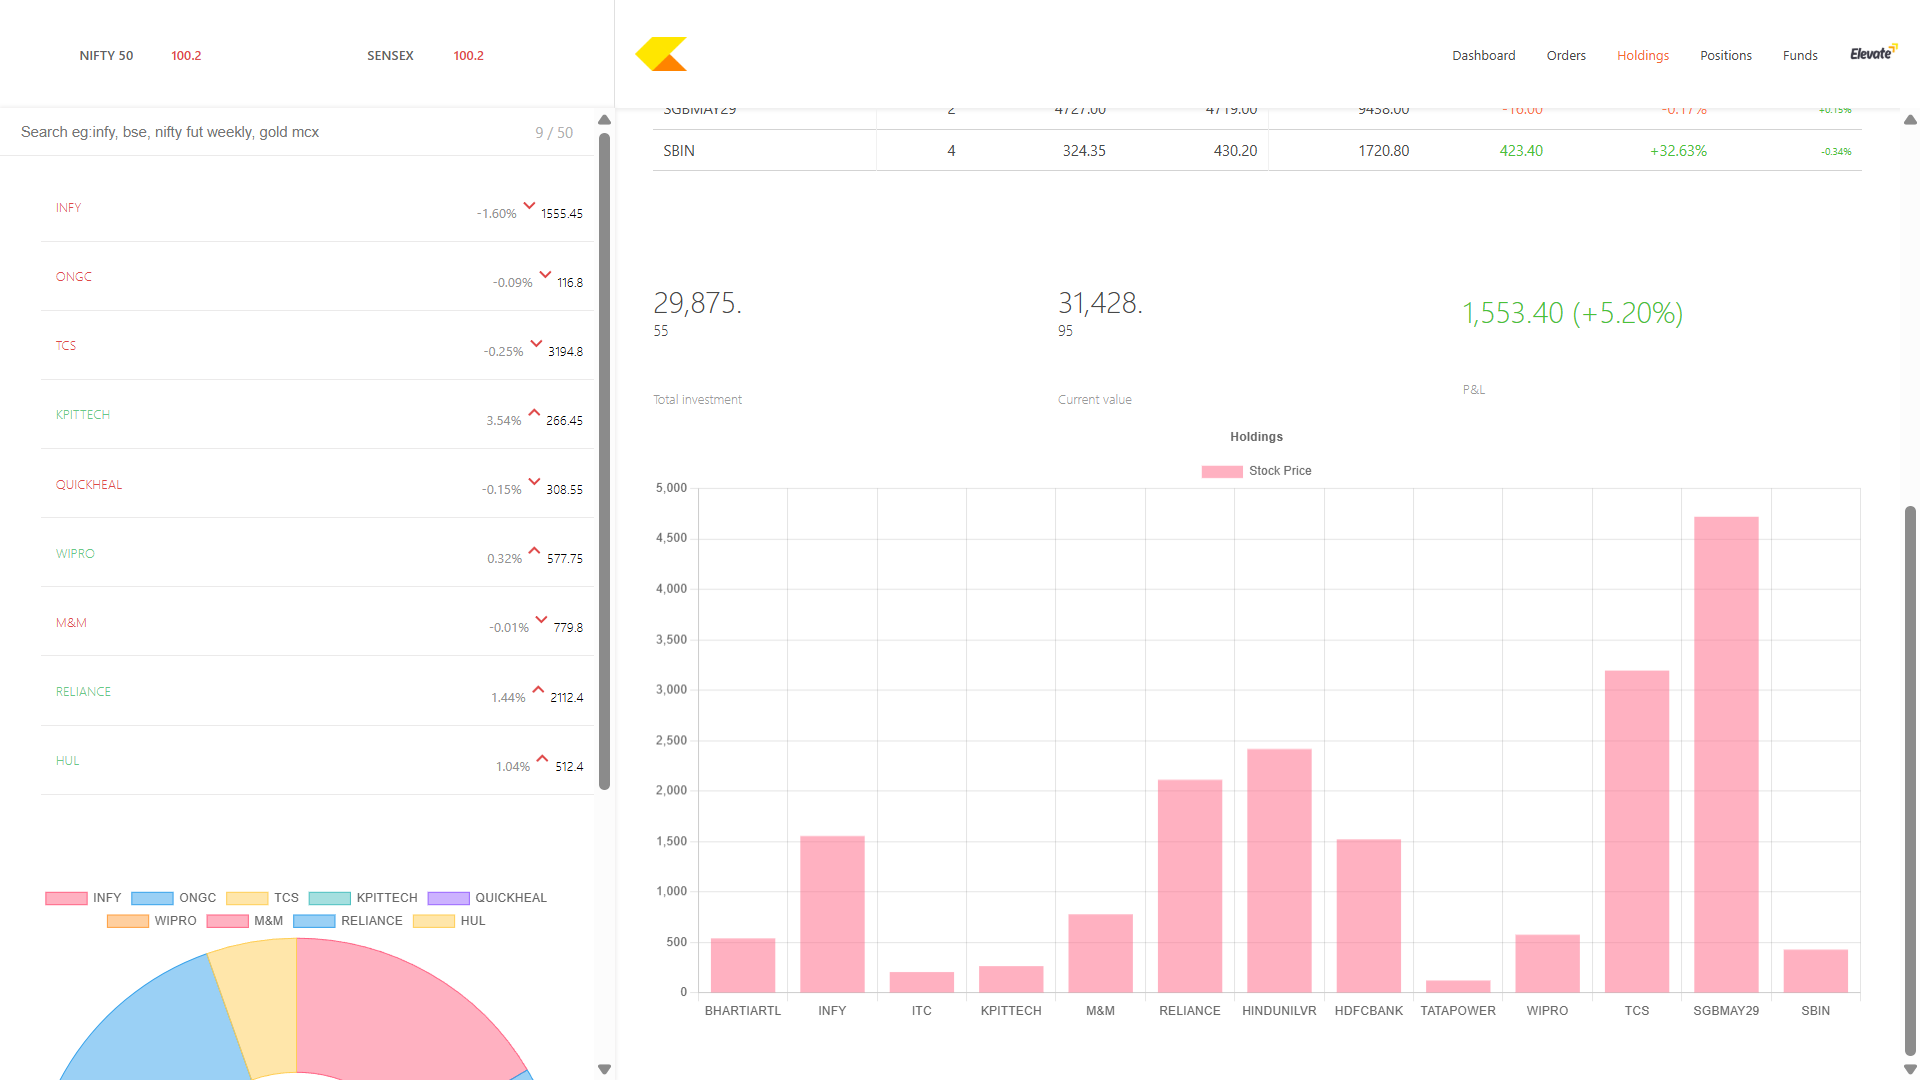 NIFTY 50 100.2 SENSEX 100.2
Dashboard Orders Holdings Positions Funds Elevate
Search eg:infy, bse, nifty fut weekly, gold mcx 9 / 50
INFY -1.60% 1555.45
ONGC -0.09% 116.8
TCS -0.25% 3194.8
KPITTECH 3.54% 266.45
QUICKHEAL -0.15% 308.55
WIPRO 0.32% 577.75
M&M -0.01% 779.8
RELIANCE 1.44% 2112.4
HUL 1.04% 512.4
INFY ONGC TCS KPITTECH QUICKHEAL
WIPRO M&M RELIANCE HUL
SGBMAY29 2 4727.00 4719.00 9438.00 -16.00 -0.17% +0.15%
SBIN 4 324.35 430.20 1720.80 423.40 +32.63% -0.34%
29,875.
55
Total investment
31,428.
95
Current value
1,553.40 (+5.20%)
P&L
Holdings
Stock Price
5,000
4,500
4,000
3,500
3,000
2,500
2,000
1,500
1,000
500
0
BHARTIARTL INFY ITC KPITTECH M&M RELIANCE HINDUNILVR HDFCBANK TATAPOWER WIPRO TCS SGBMAY29 SBIN